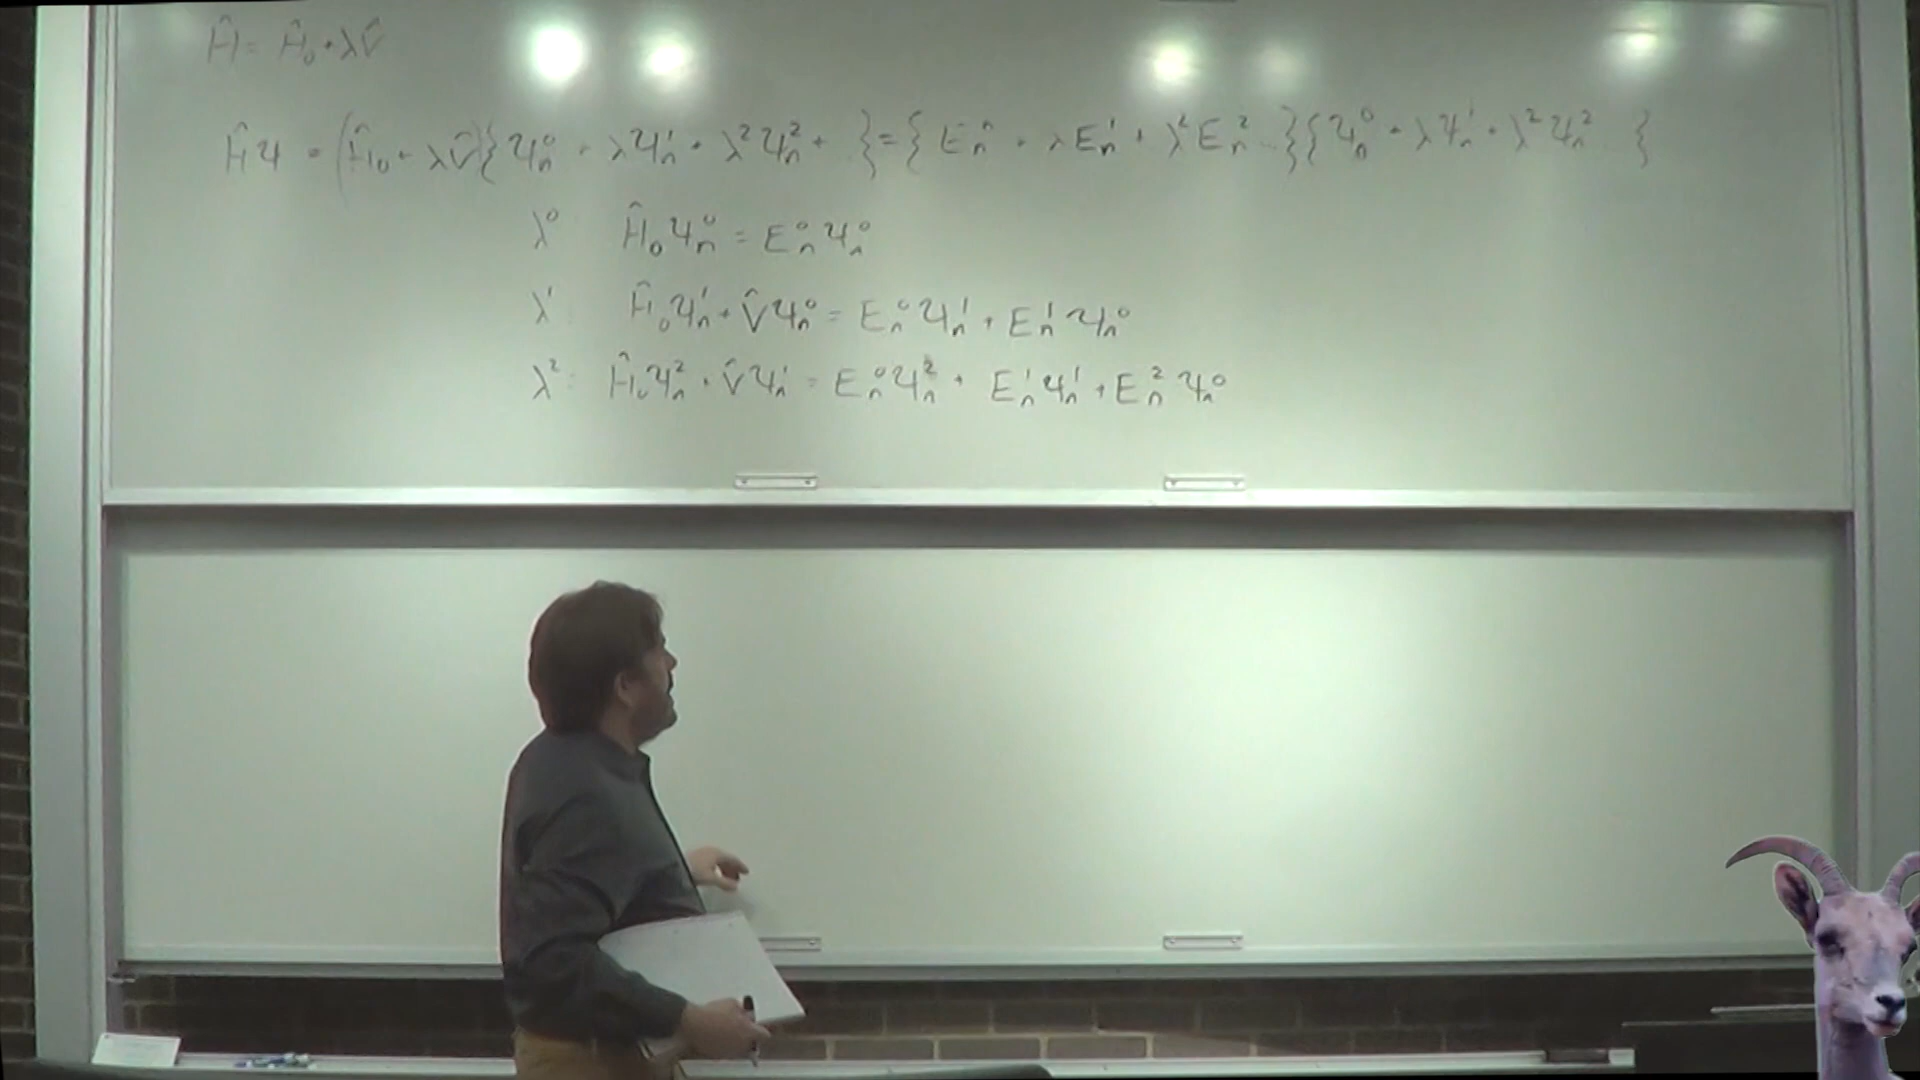 Ĥ = Ĥ₀ + λV̂
ĤΨ = (Ĥ₀ + λV̂){Ψₙ⁰ + λΨₙ¹ + λ²Ψₙ² + } = {Eₙ⁰ + λEₙ¹ + λ²Eₙ² ...}{Ψₙ⁰ + λΨₙ¹ + λ²Ψₙ² }
λ⁰ Ĥ₀Ψₙ⁰ = Eₙ⁰Ψₙ⁰
λ¹: Ĥ₀Ψₙ¹ + V̂Ψₙ⁰ = Eₙ⁰Ψₙ¹ + Eₙ¹Ψₙ⁰
λ²: Ĥ₀Ψₙ² + V̂Ψₙ¹ = Eₙ⁰Ψₙ² + Eₙ¹Ψₙ¹ + Eₙ²Ψₙ⁰